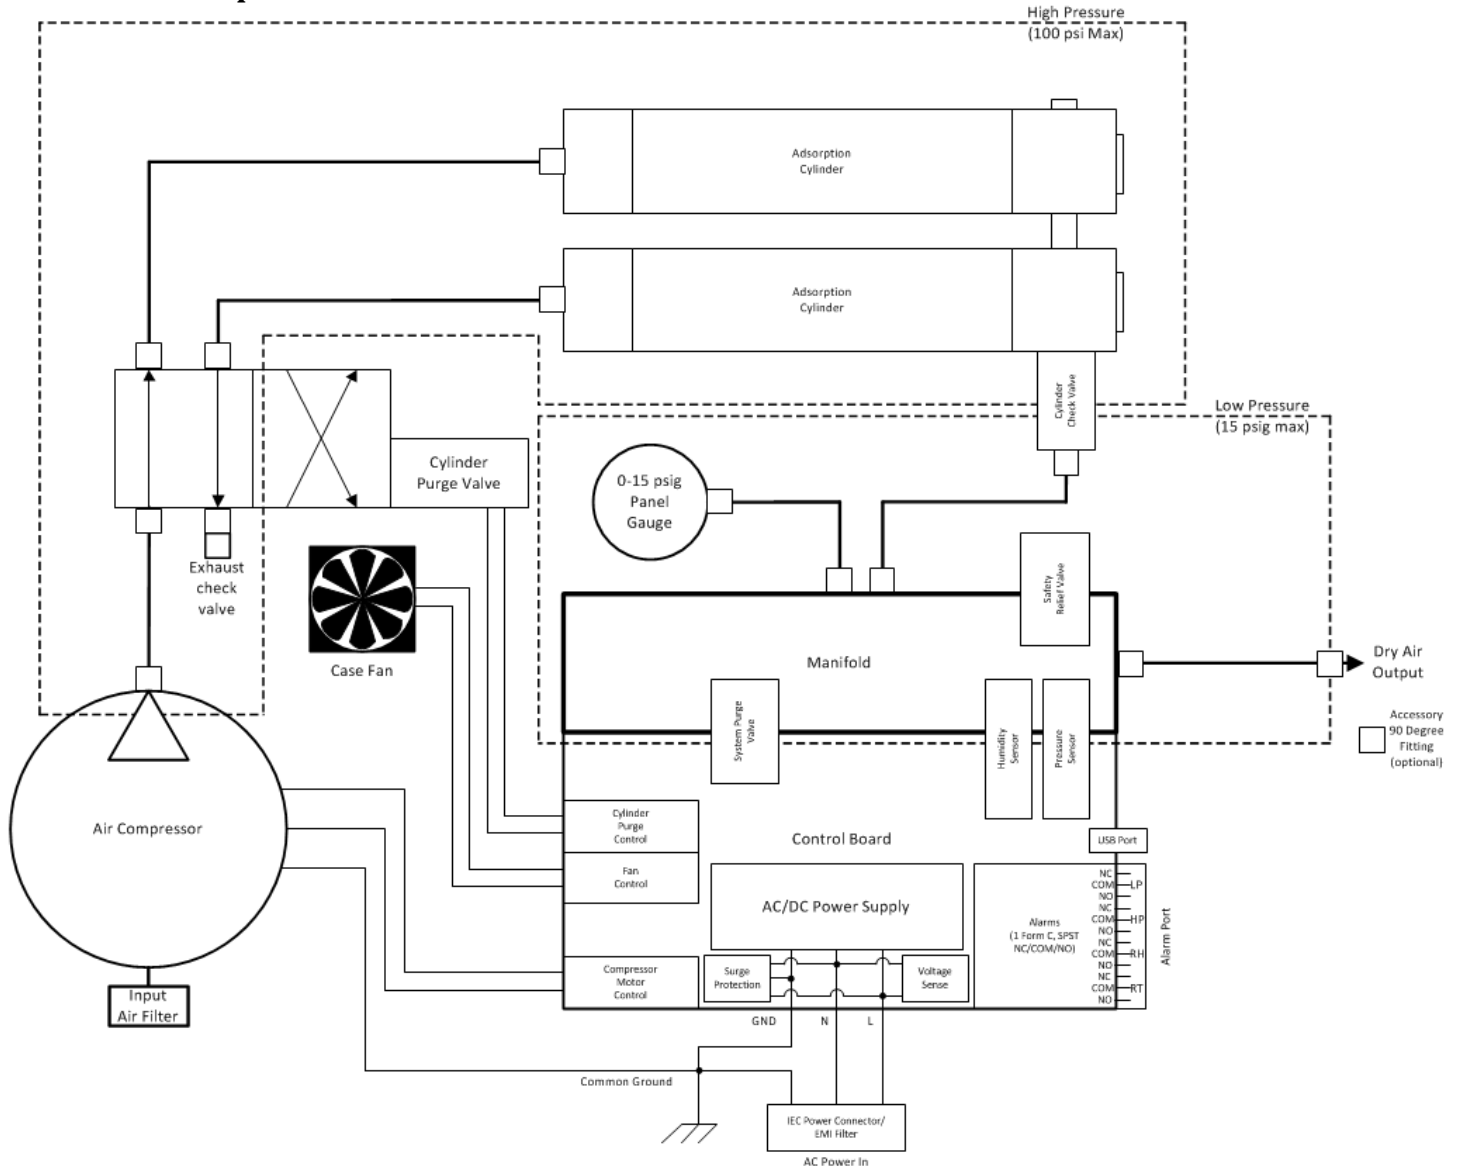 High Pressure
(100 psi Max)
Adsorption
Cylinder
Adsorption
Cylinder
Cylinder
Check Valve
Low Pressure
(15 psig max)
Cylinder
Purge Valve
0-15 psig
Panel
Gauge
Exhaust
check
valve
Safety
Relief Valve
Case Fan
Manifold
Dry Air
Output
System Purge
Valve
Humidity
Sensor
Pressure
Sensor
Accessory
90 Degree
Fitting
(optional)
Air Compressor
Cylinder
Purge
Control
Control Board
USB Port
Fan
Control
AC/DC Power Supply
Alarms
(1 Form C, SPST
NC/COM/NO)
NC
COM LP
NO
NC
COM HP
NO
NC
COM RH
NO
NC
COM RT
NO
Alarm Port
Compressor
Motor
Control
Surge
Protection
Voltage
Sense
Input
Air Filter
GND N L
Common Ground
IEC Power Connector/
EMI Filter
AC Power In